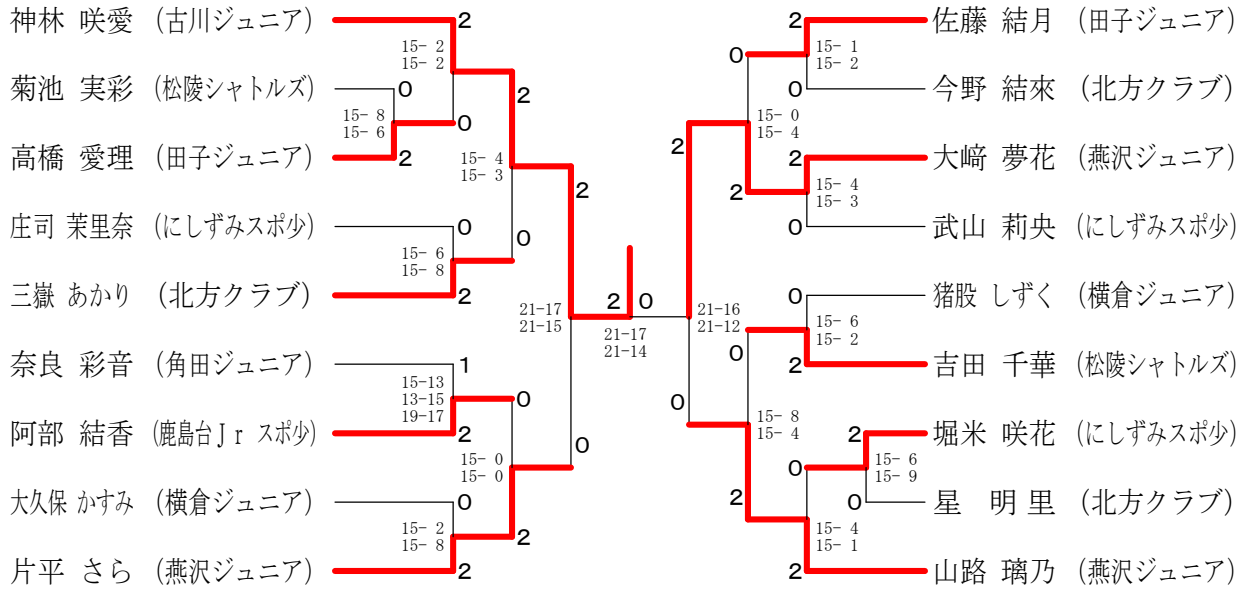 神林 咲愛 (古川ジュニア) 2
2 佐藤 結月 (田子ジュニア)
15- 2
15- 2
0
15- 1
15- 2
菊池 実彩 (松陵シャトルズ) 0
2
0 今野 結來 (北方クラブ)
15- 8
15- 6
0
15- 0
15- 4
高橋 愛理 (田子ジュニア) 2
15- 4
15- 3
2
2 大﨑 夢花 (燕沢ジュニア)
2
2
15- 4
15- 3
庄司 茉里奈 (にしずみスポ少) 0
0
0 武山 莉央 (にしずみスポ少)
15- 6
15- 8
三嶽 あかり (北方クラブ) 2
0 猪股 しずく (横倉ジュニア)
21-17
21-15
2 0
21-17
21-14
21-16
21-12
15- 6
15- 2
奈良 彩音 (角田ジュニア) 1
0
2 吉田 千華 (松陵シャトルズ)
15-13
13-15
19-17
0
0
15- 8
15- 4
阿部 結香 (鹿島台Jr スポ少) 2
0
2 堀米 咲花 (にしずみスポ少)
15- 0
15- 0
0
15- 6
15- 9
大久保 かすみ (横倉ジュニア) 0
2
0 星 明里 (北方クラブ)
15- 2
15- 8
2
15- 4
15- 1
片平 さら (燕沢ジュニア) 2
2 山路 璃乃 (燕沢ジュニア)